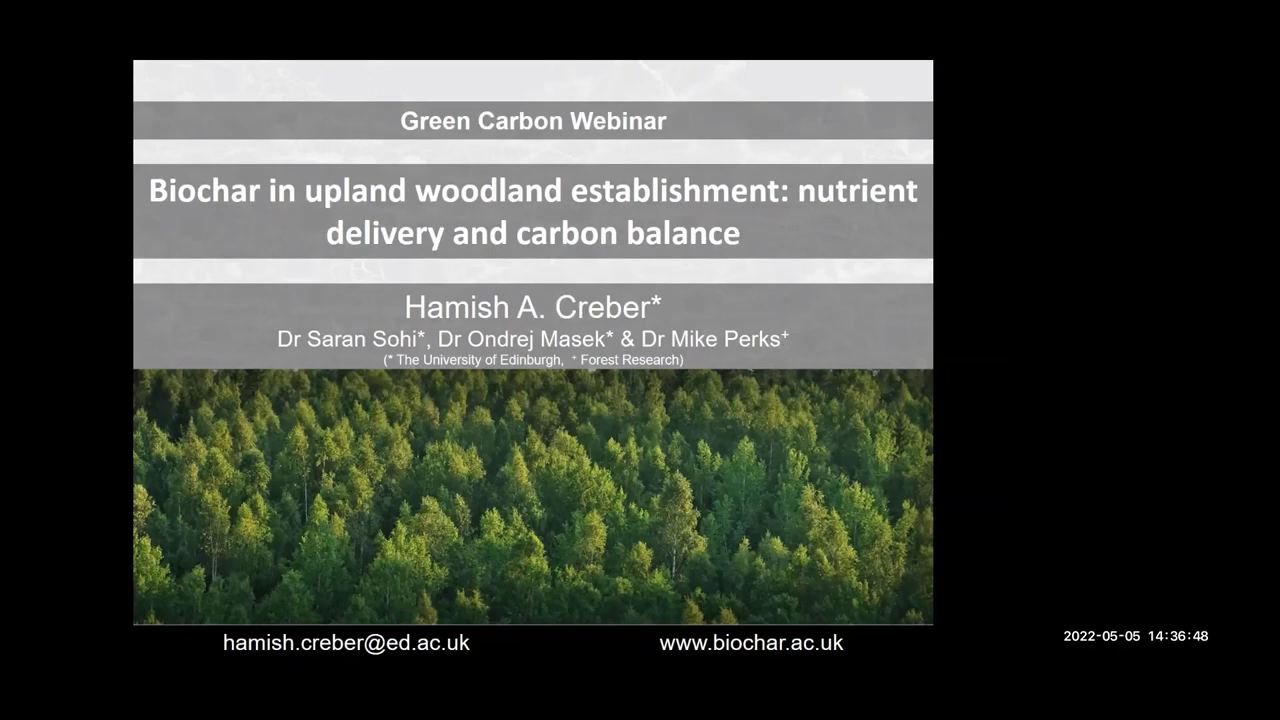 Green Carbon Webinar
Biochar in upland woodland establishment: nutrient
delivery and carbon balance
Hamish A. Creber*
Dr Saran Sohi*, Dr Ondrej Masek* & Dr Mike Perks⁺
(* The University of Edinburgh, ⁺ Forest Research)
hamish.creber@ed.ac.uk www.biochar.ac.uk
2022-05-05 14:36:48